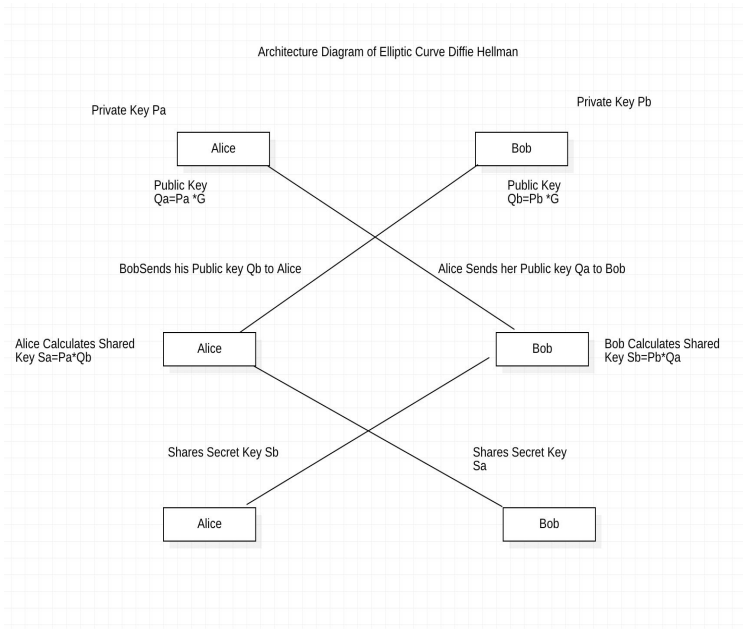 Architecture Diagram of Elliptic Curve Diffie Hellman
Private Key Pa
Private Key Pb
Alice
Bob
Public Key
Qa=Pa *G
Public Key
Qb=Pb *G
BobSends his Public key Qb to Alice
Alice Sends her Public key Qa to Bob
Alice Calculates Shared
Key Sa=Pa*Qb
Alice
Bob
Bob Calculates Shared
Key Sb=Pb*Qa
Shares Secret Key Sb
Shares Secret Key
Sa
Alice
Bob